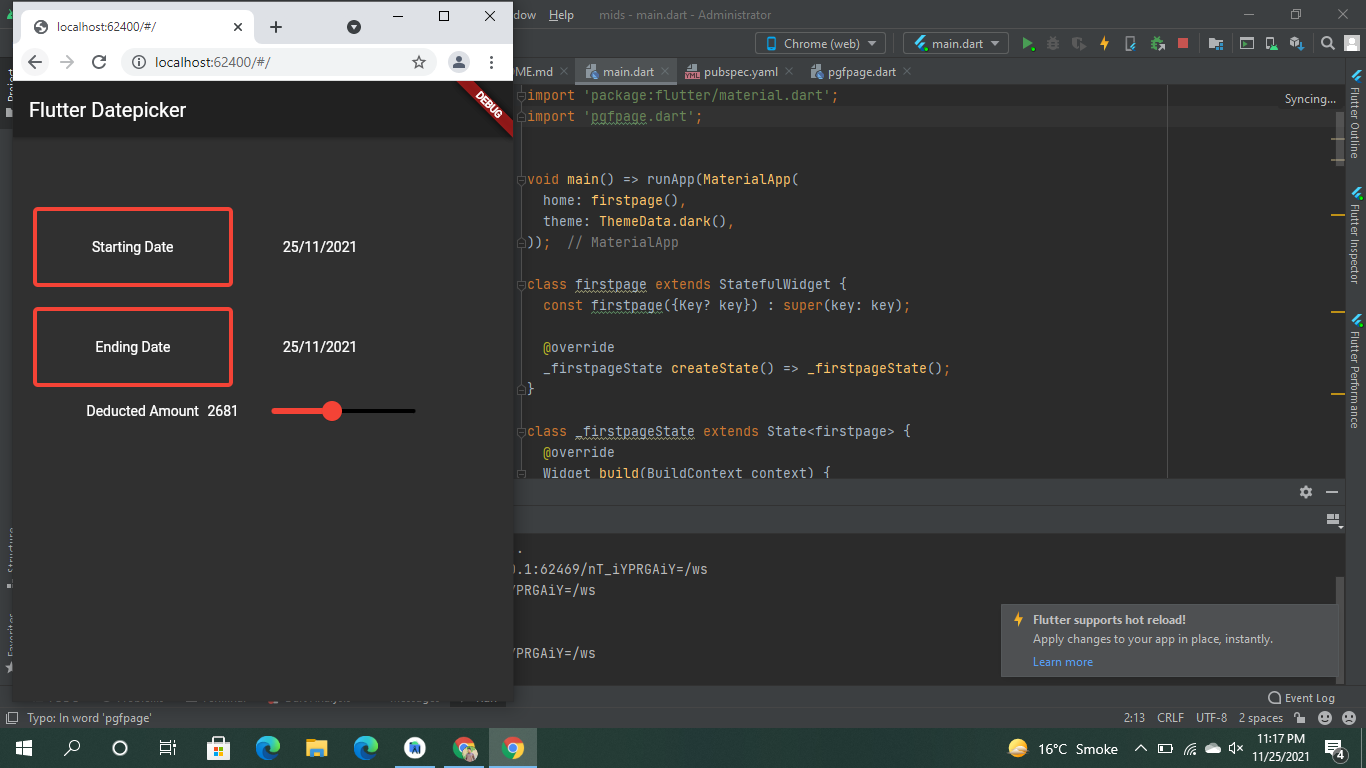 localhost:62400/#/
localhost:62400/#/
Flutter Datepicker
DEBUG
Starting Date
25/11/2021
Ending Date
25/11/2021
Deducted Amount 2681
dow Help mids - main.dart - Administrator
Chrome (web) main.dart
ME.md main.dart pubspec.yaml pgfpage.dart
Syncing...
import 'package:flutter/material.dart';
import 'pgfpage.dart';
void main() => runApp(MaterialApp(
home: firstpage(),
theme: ThemeData.dark(),
)); // MaterialApp
class firstpage extends StatefulWidget {
const firstpage({Key? key}) : super(key: key);
@override
_firstpageState createState() => _firstpageState();
}
class _firstpageState extends State<firstpage> {
@override
Widget build(BuildContext context) {
Project
Structure
Favorites
Flutter Outline
Flutter Inspector
Flutter Performance
.
0.1:62469/nT_iYPRGAiY=/ws
YPRGAiY=/ws
YPRGAiY=/ws
Flutter supports hot reload!
Apply changes to your app in place, instantly.
Learn more
Event Log
Typo: In word 'pgfpage'
2:13 CRLF UTF-8 2 spaces
16°C Smoke
11:17 PM
11/25/2021
4